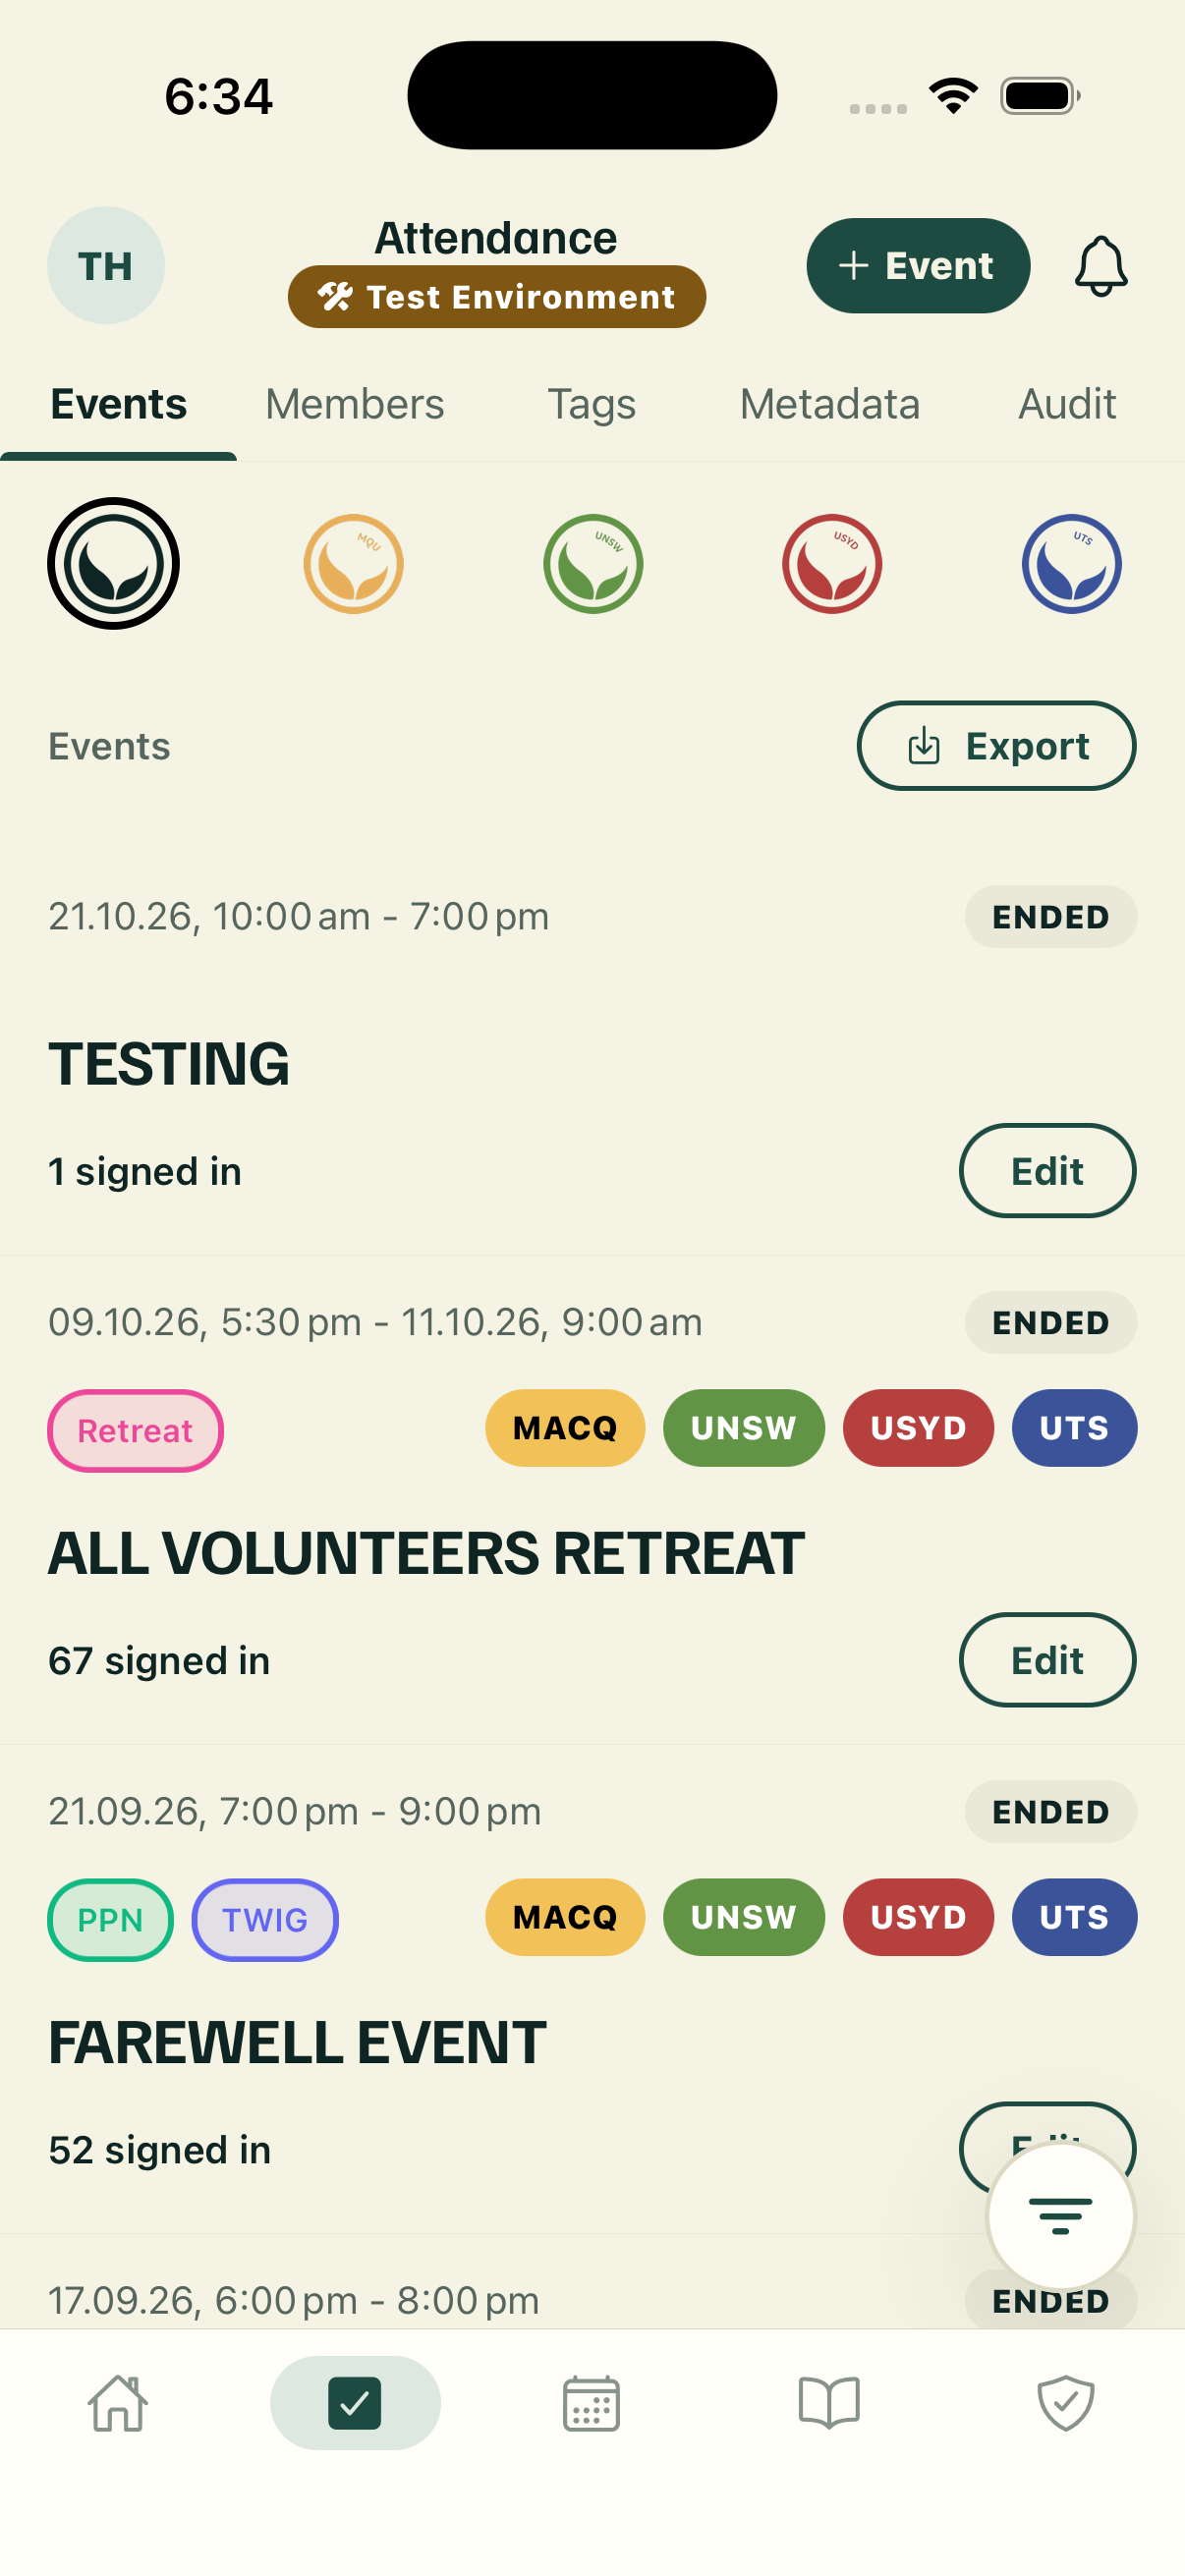 6:34
TH
Attendance
🛠 Test Environment
+ Event
Events Members Tags Metadata Audit
MQU UNSW USYD UTS
Events
Export
21.10.26, 10:00 am - 7:00 pm
ENDED
TESTING
1 signed in
Edit
09.10.26, 5:30 pm - 11.10.26, 9:00 am
ENDED
Retreat MACQ UNSW USYD UTS
ALL VOLUNTEERS RETREAT
67 signed in
Edit
21.09.26, 7:00 pm - 9:00 pm
ENDED
PPN TWIG MACQ UNSW USYD UTS
FAREWELL EVENT
52 signed in
Edit
17.09.26, 6:00 pm - 8:00 pm
ENDED